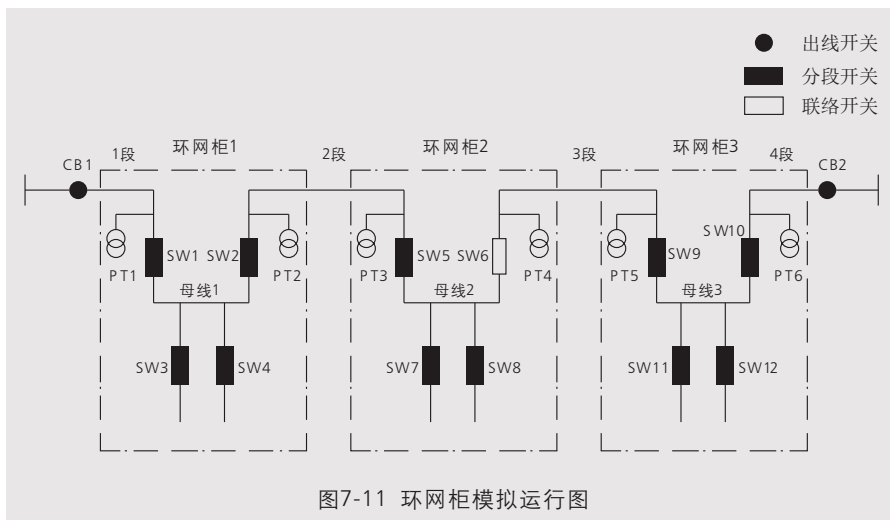 出线开关
分段开关
联络开关
1段 环网柜1 2段 环网柜2 3段 环网柜3 4段
CB1 CB2
SW10
SW1 SW2 SW5 SW6 SW9
PT1 PT2 PT3 PT4 PT5 PT6
母线1 母线2 母线3
SW3 SW4 SW7 SW8 SW11 SW12
图7-11 环网柜模拟运行图